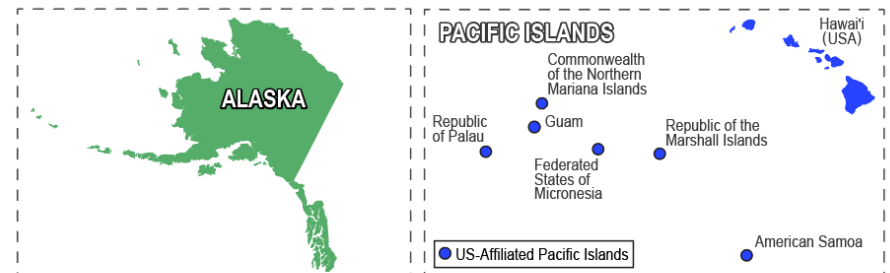 ALASKA
PACIFIC ISLANDS
Hawai'i
(USA)
Commonwealth
of the Northern
Mariana Islands
Republic
of Palau
Guam
Republic of the
Marshall Islands
Federated
States of
Micronesia
American Samoa
US-Affiliated Pacific Islands